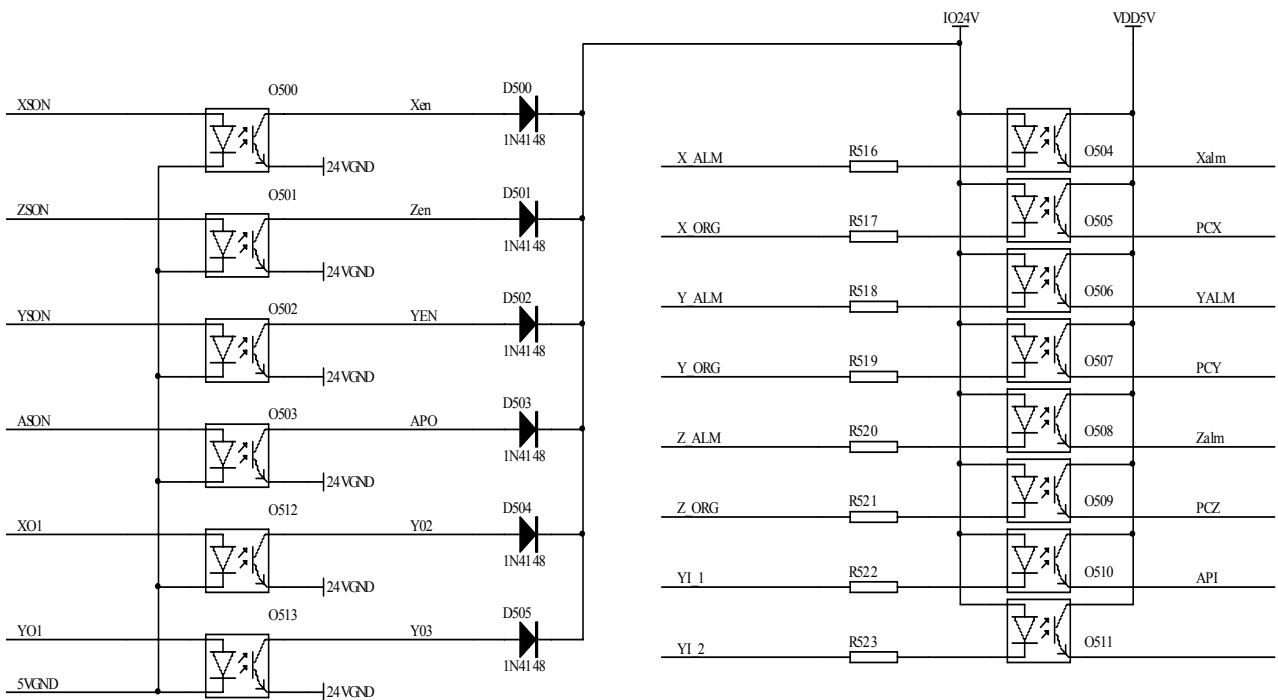 IO24V VDD5V
O500 D500
XSON Xen
1N4148
24VGND
O501 D501
ZSON Zen
1N4148
24VGND
O502 D502
YSON YEN
1N4148
24VGND
O503 D503
ASON APO
1N4148
24VGND
O512 D504
XO1 Y02
1N4148
24VGND
O513 D505
YO1 Y03
1N4148
5VGND 24VGND
X_ALM R516 O504 Xalm
X_ORG R517 O505 PCX
Y_ALM R518 O506 YALM
Y_ORG R519 O507 PCY
Z_ALM R520 O508 Zalm
Z_ORG R521 O509 PCZ
YI_1 R522 O510 API
YI_2 R523 O511